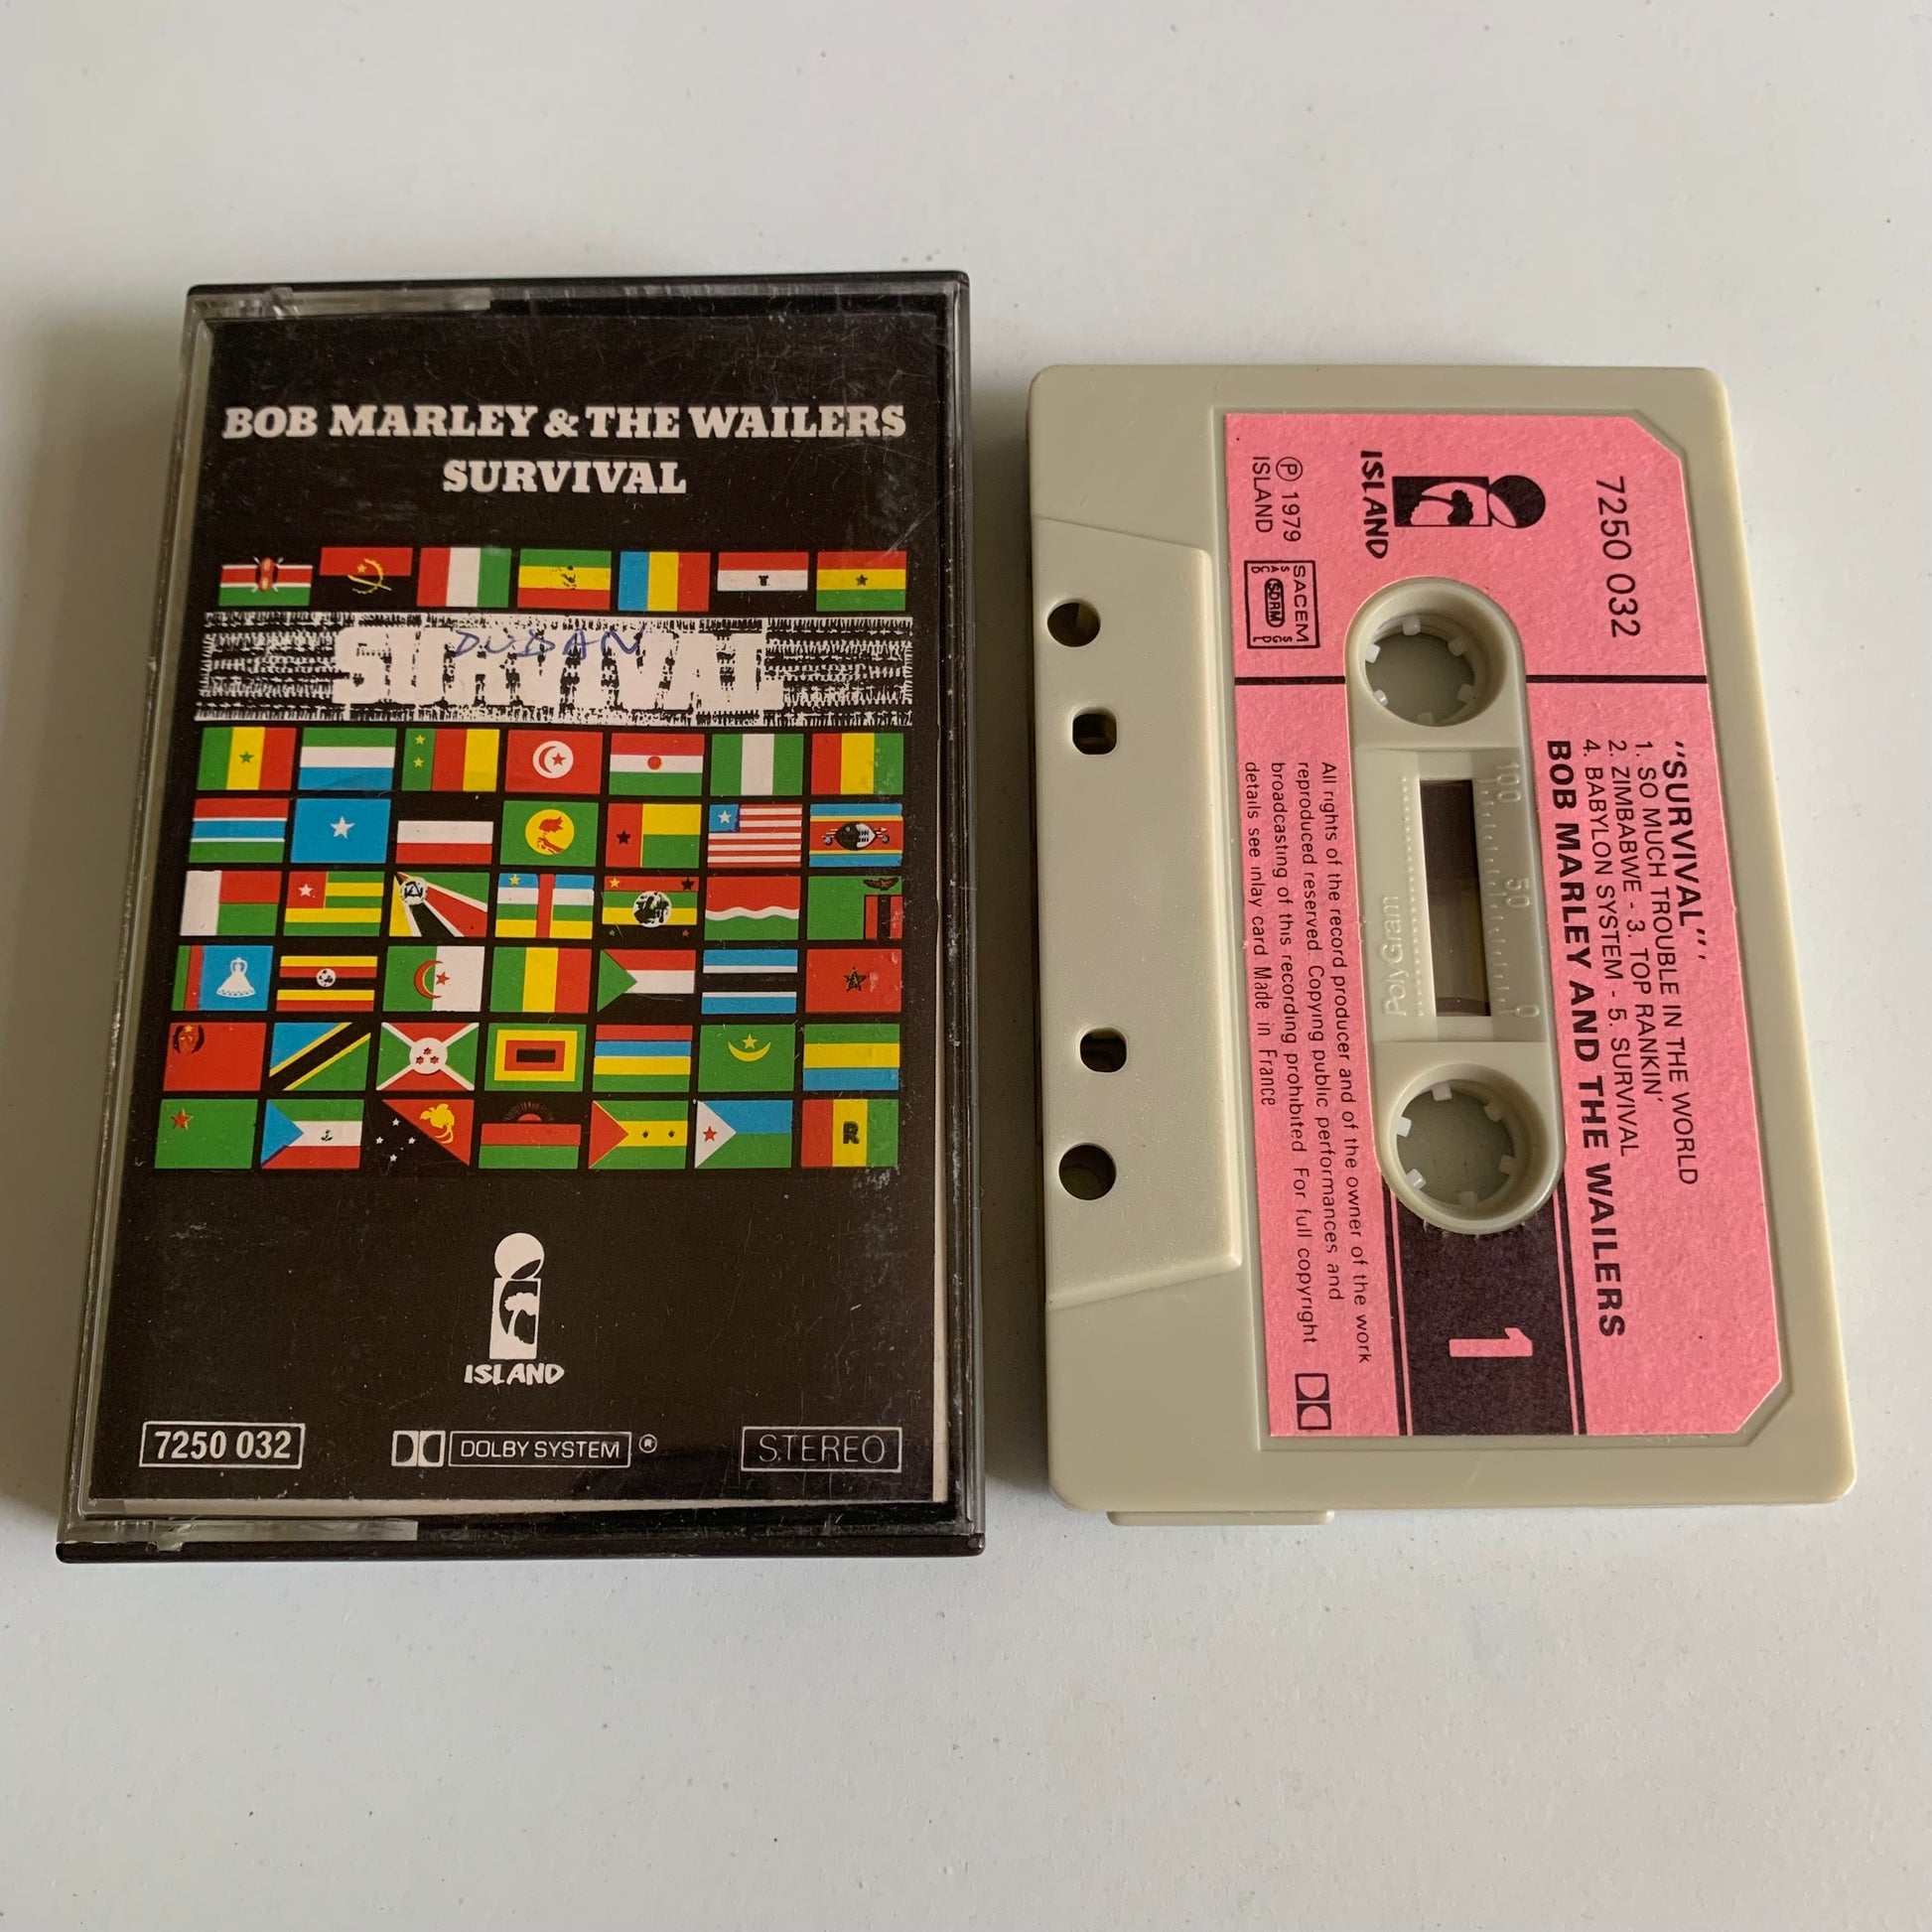 BOB MARLEY & THE WAILERS
SURVIVAL
SURVIVAL
DUBAN
R
ISLAND
7250 032
DOLBY SYSTEM ®
STEREO
7250 032
ISLAND
℗ 1979
ISLAND
SACEM
SACD
SDRM
SGDL
"SURVIVAL"
1. SO MUCH TROUBLE IN THE WORLD
2. ZIMBABWE - 3. TOP RANKIN'
4. BABYLON SYSTEM - 5. SURVIVAL
BOB MARLEY AND THE WAILERS
100 50 0
polygram
1
All rights of the record producer and of the owner of the work
reproduced reserved. Copying public performances and
broadcasting of this recording prohibited For full copyright
details see inlay card Made in France